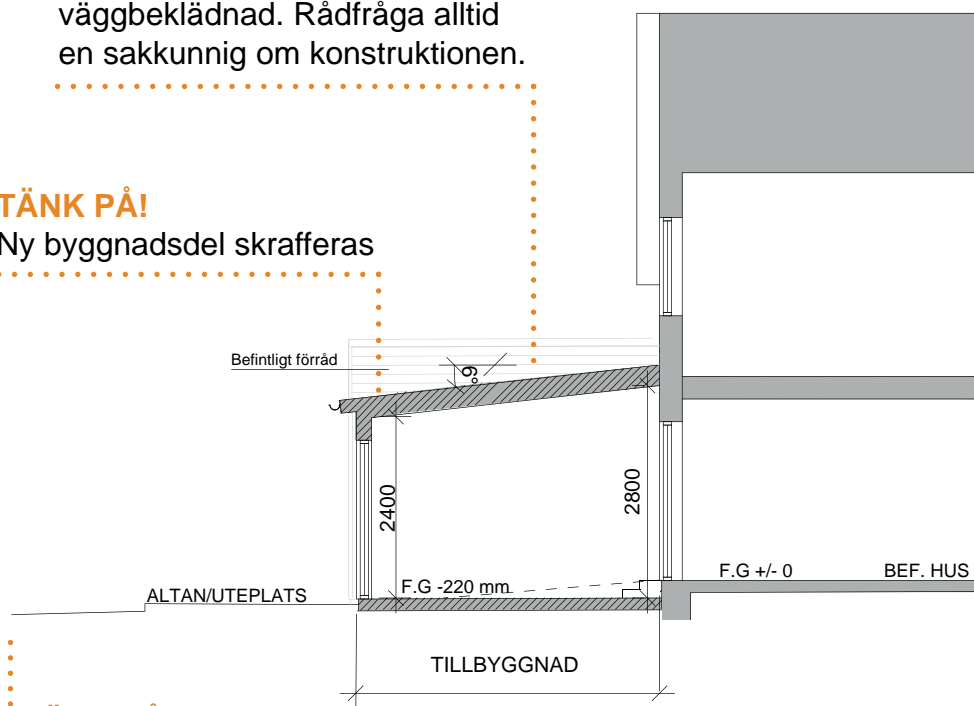 väggbeklädnad. Rådfråga alltid
en sakkunnig om konstruktionen.
TÄNK PÅ!
Ny byggnadsdel skrafferas
Befintligt förråd
6°
2400
2800
F.G +/- 0
BEF. HUS
F.G -220 mm
ALTAN/UTEPLATS
TILLBYGGNAD